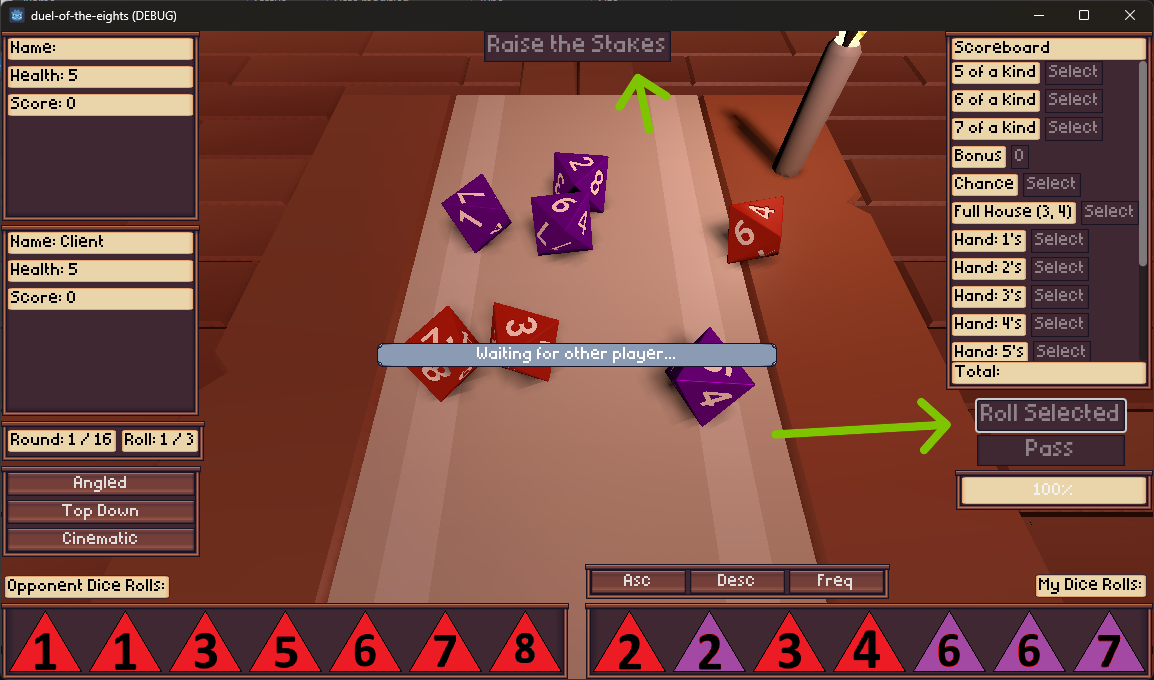 duel-of-the-eights (DEBUG)
Raise the Stakes
Name:
Health: 5
Score: 0
Name: Client
Health: 5
Score: 0
Round: 1 / 16
Roll: 1 / 3
Angled
Top Down
Cinematic
Waiting for other player...
Scoreboard
5 of a kind Select
6 of a kind Select
7 of a kind Select
Bonus 0
Chance Select
Full House (3, 4) Select
Hand: 1's Select
Hand: 2's Select
Hand: 3's Select
Hand: 4's Select
Hand: 5's Select
Total:
Roll Selected
Pass
100%
Opponent Dice Rolls:
1 1 3 5 6 7 8
Asc Desc Freq
My Dice Rolls:
2 2 3 4 6 6 7